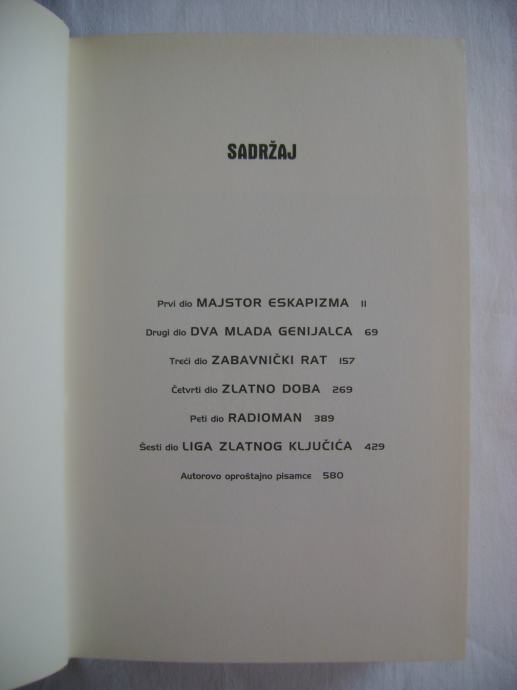 SADRŽAJ
Prvi dio MAJSTOR ESKAPIZMA 11
Drugi dio DVA MLADA GENIJALCA 69
Treći dio ZABAVNIČKI RAT 157
Četvrti dio ZLATNO DOBA 269
Peti dio RADIOMAN 389
Šesti dio LIGA ZLATNOG KLJUČIĆA 429
Autorovo oproštajno pisamce 580